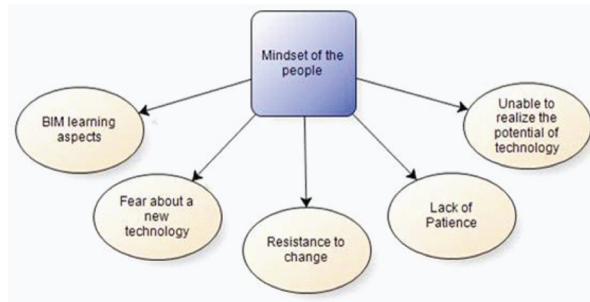 Mindset of the
people
BIM learning
aspects
Fear about a
new
technology
Resistance to
change
Lack of
Patience
Unable to
realize the
potential of
technology